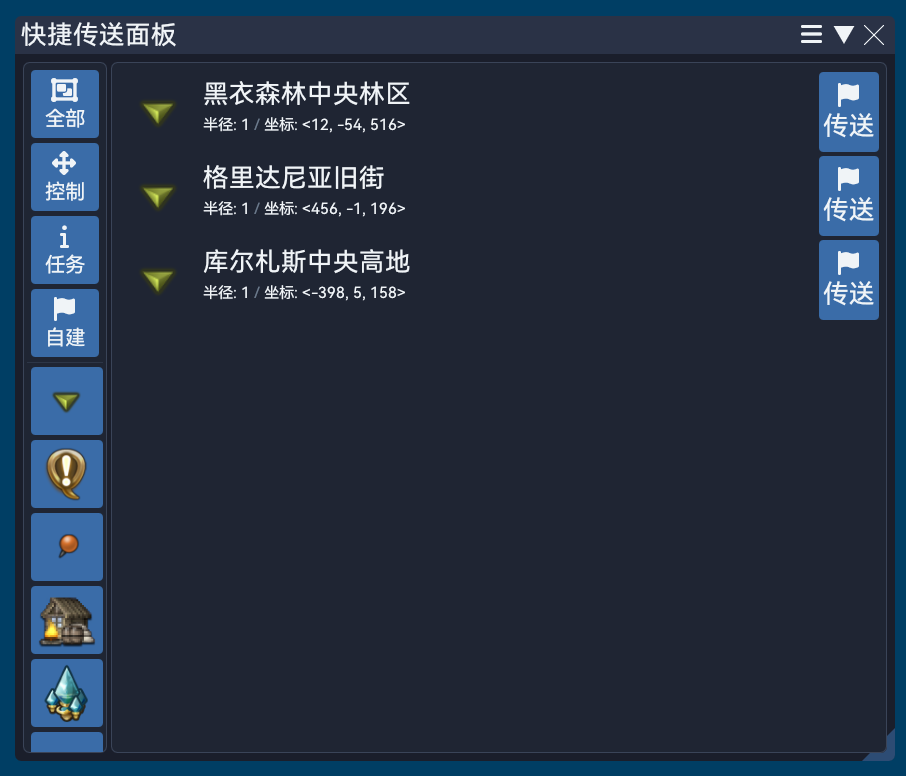 快捷传送面板
全部
控制
任务
自建
黑衣森林中央林区
半径: 1 / 坐标: <12, -54, 516>
传送
格里达尼亚旧街
半径: 1 / 坐标: <456, -1, 196>
传送
库尔札斯中央高地
半径: 1 / 坐标: <-398, 5, 158>
传送